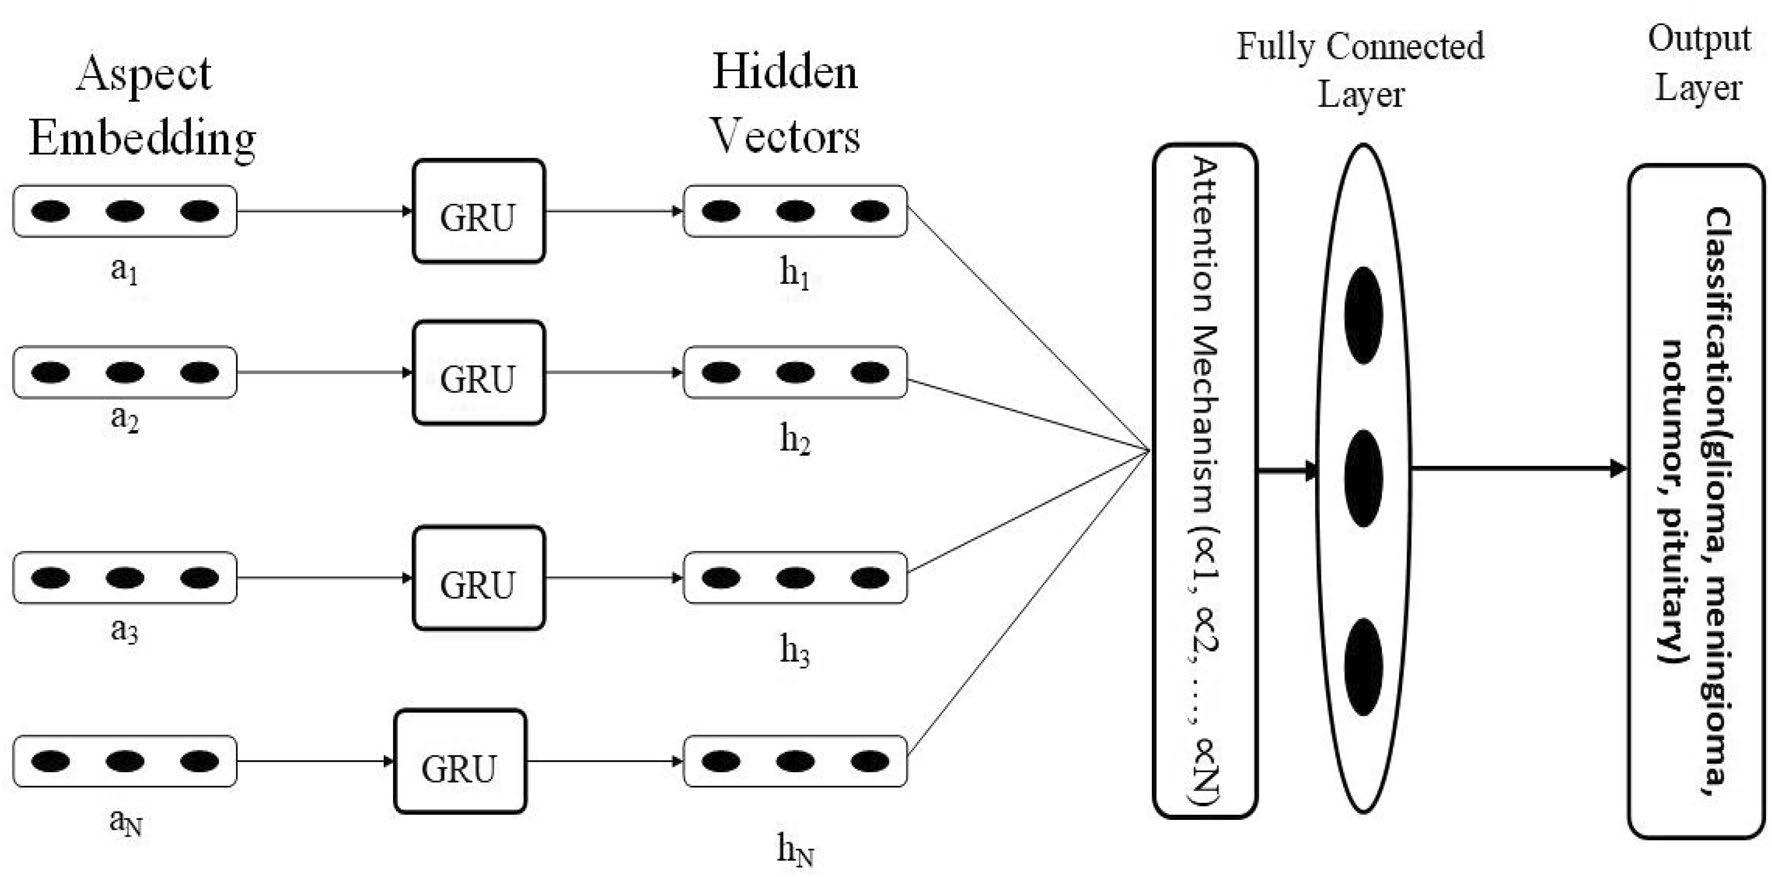 Aspect
Embedding
Hidden
Vectors
Fully Connected
Layer
Output
Layer
GRU
a1
h1
GRU
a2
h2
GRU
a3
h3
GRU
aN
hN
Attention Mechanism (∝1, ∝2, ..., ∝N)
Classification(glioma, meningioma,
notumor, pituitary)